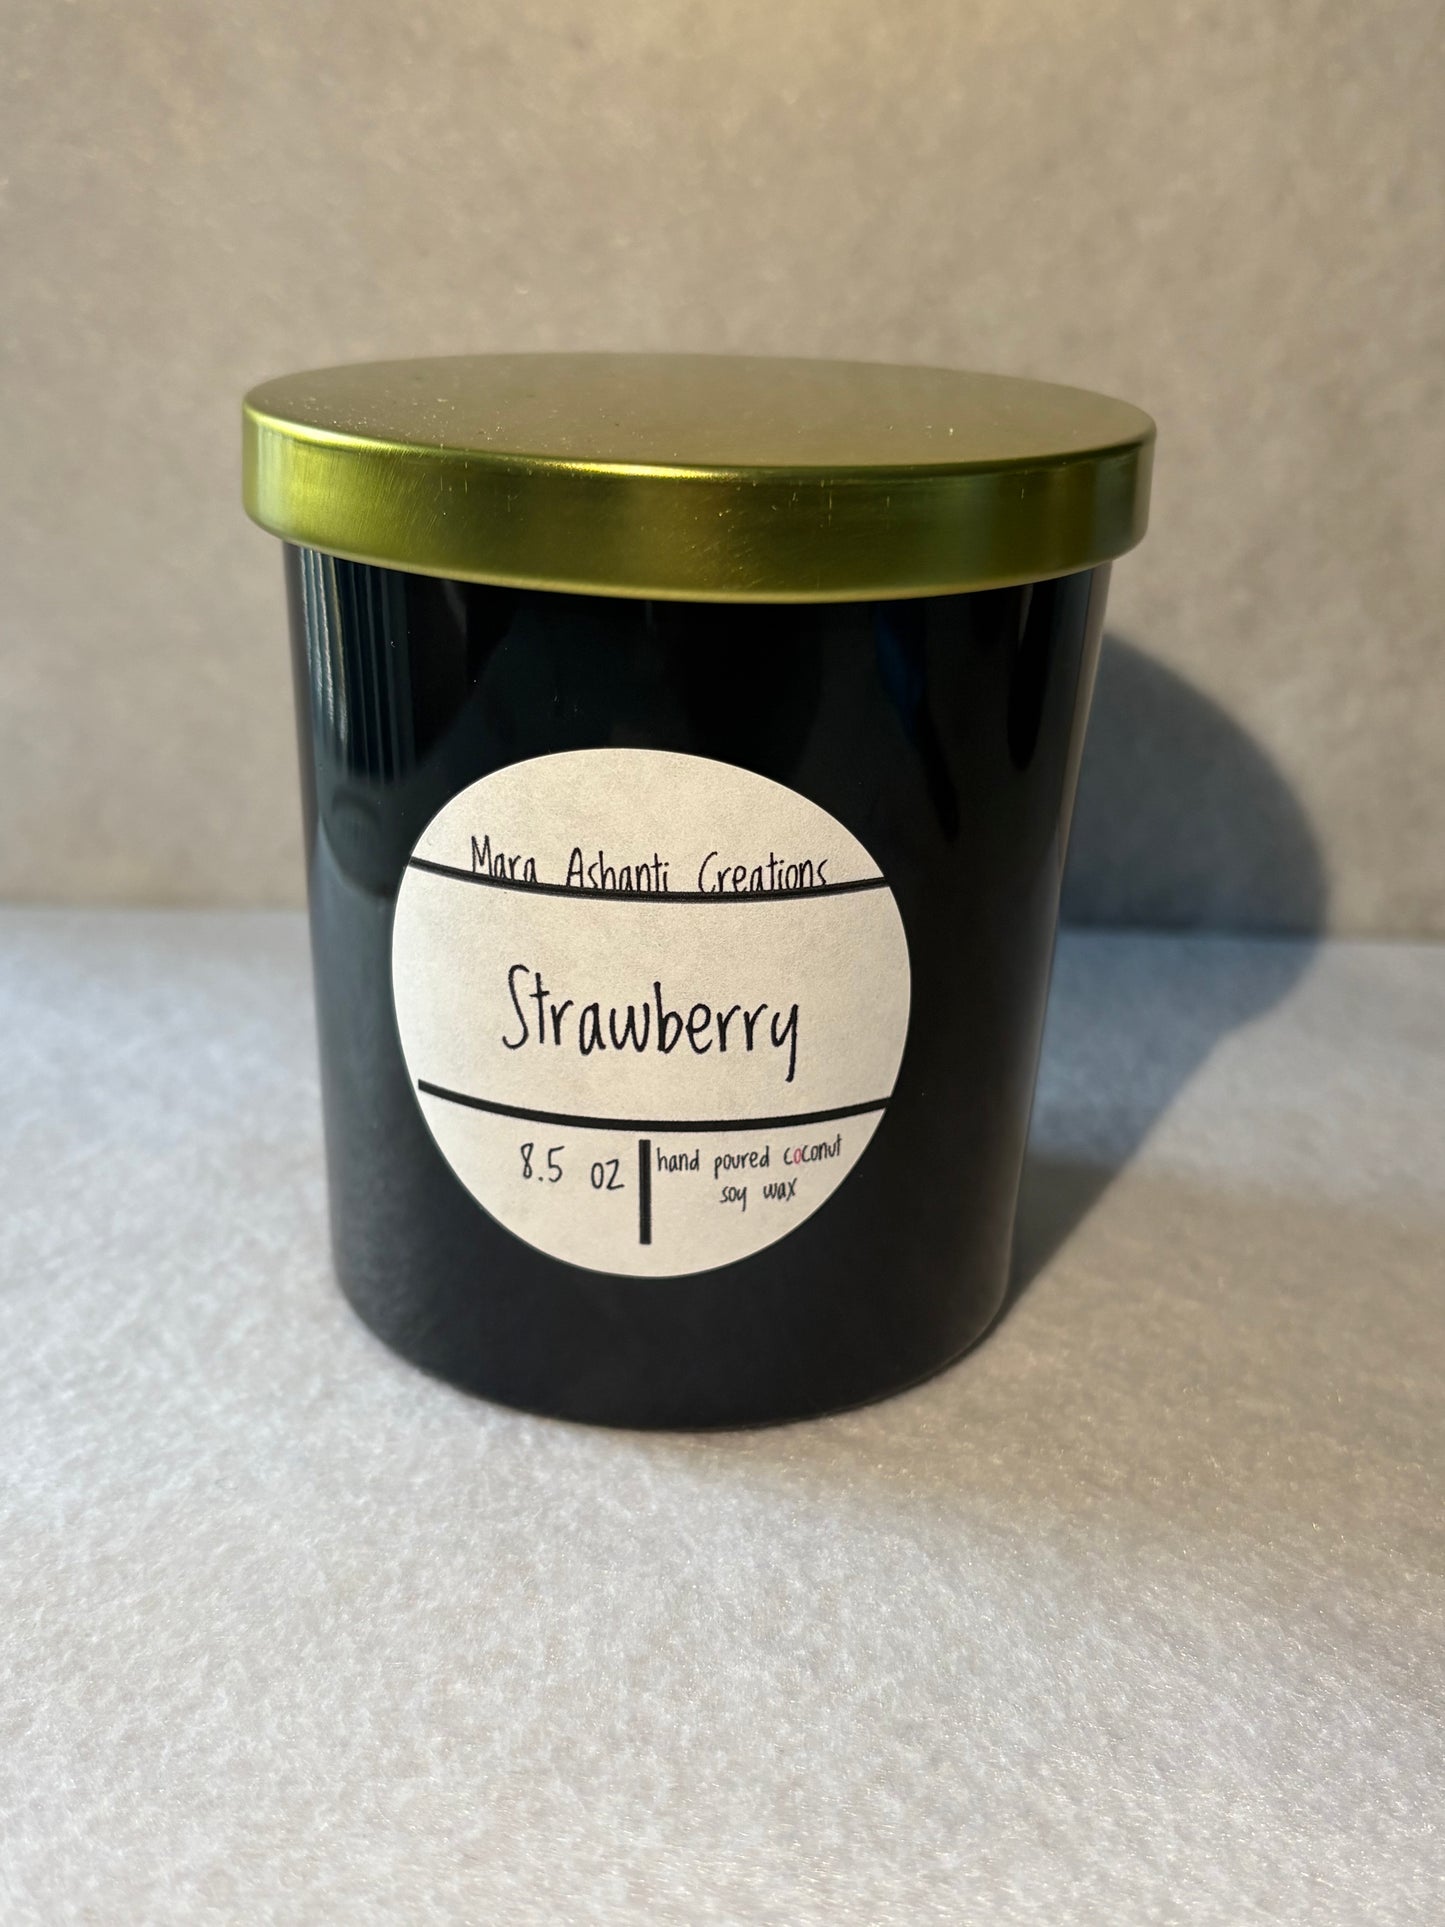 Mara Ashanti Creations
Strawberry
8.5 oz
hand poured coconut
soy wax